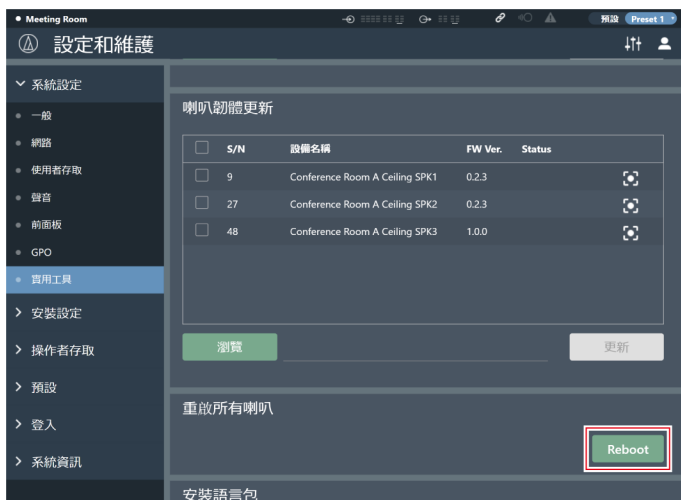 Meeting Room
預設 Preset 1
設定和維護
系統設定
一般
網路
使用者存取
聲音
前面板
GPO
實用工具
安裝設定
操作者存取
預設
登入
系統資訊
喇叭韌體更新
S/N 設備名稱 FW Ver. Status
9 Conference Room A Ceiling SPK1 0.2.3
27 Conference Room A Ceiling SPK2 0.2.3
48 Conference Room A Ceiling SPK3 1.0.0
瀏覽 更新
重啟所有喇叭
Reboot
安裝語言包